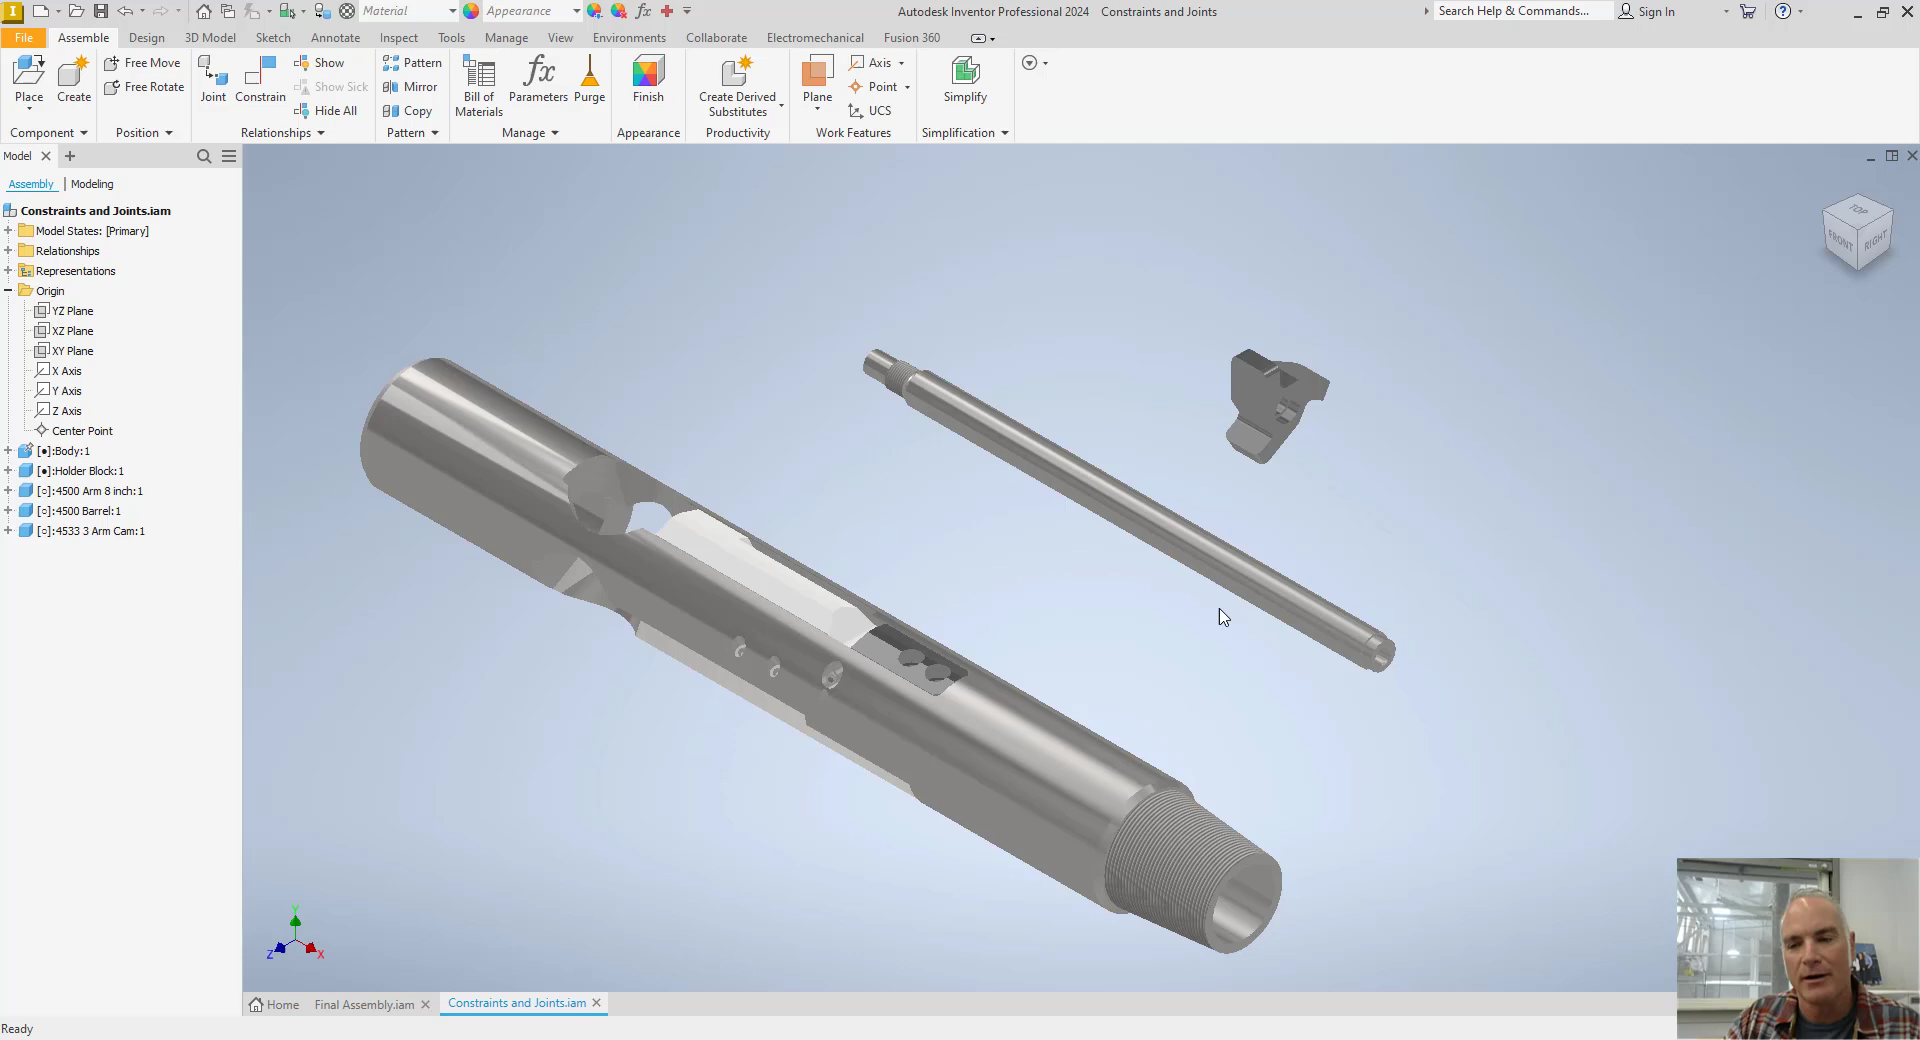 Material
Appearance
fx
Autodesk Inventor Professional 2024 Constraints and Joints
Search Help & Commands...
Sign In
File Assemble Design 3D Model Sketch Annotate Inspect Tools Manage View Environments Collaborate Electromechanical Fusion 360
Place
Create
Free Move
Free Rotate
Joint
Constrain
Show
Show Sick
Hide All
Pattern
Mirror
Copy
Bill of
Materials
fx
Parameters
Purge
Finish
Create Derived
Substitutes
Plane
Axis
Point
UCS
Simplify
Component Position Relationships Pattern Manage Appearance Productivity Work Features Simplification
Model
Assembly | Modeling
Constraints and Joints.iam
Model States: [Primary]
Relationships
Representations
Origin
YZ Plane
XZ Plane
XY Plane
X Axis
Y Axis
Z Axis
Center Point
[●]:Body:1
[●]:Holder Block:1
[○]:4500 Arm 8 inch:1
[○]:4500 Barrel:1
[○]:4533 3 Arm Cam:1
TOP
FRONT
RIGHT
Y
Z
X
Home Final Assembly.iam Constraints and Joints.iam
Ready